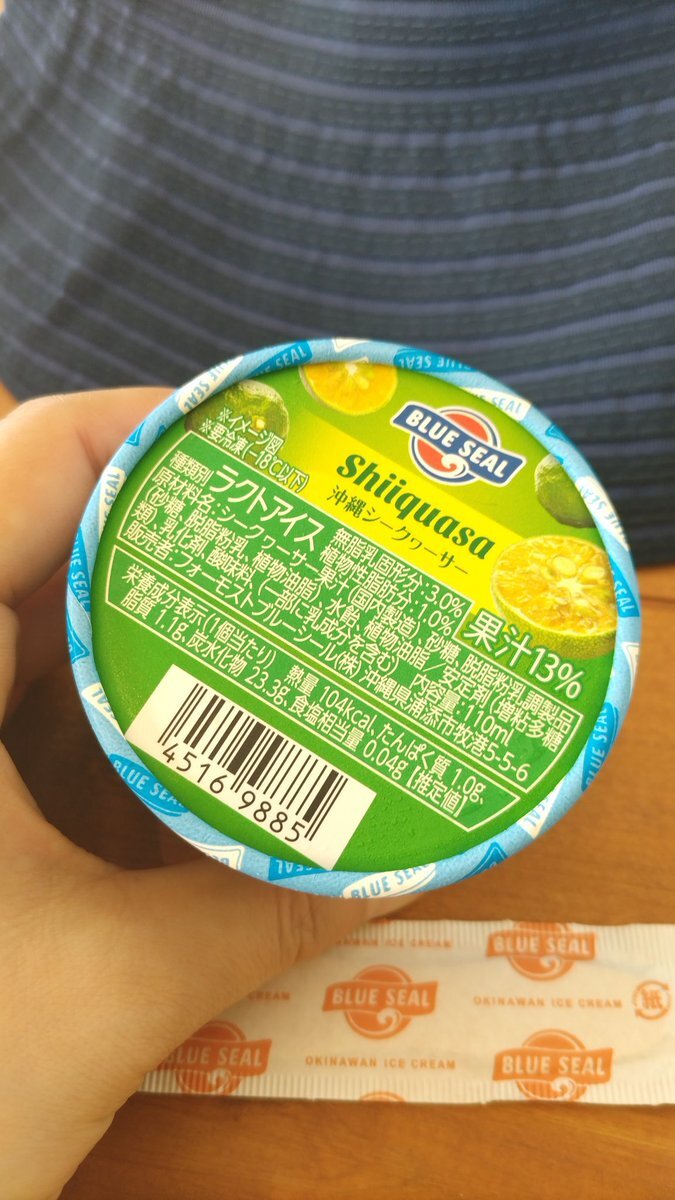 BLUE SEAL
※イメージ図
※要冷凍(−18℃以下)
Shiiquasa
沖縄シークヮーサー
果汁13%
種類別 ラクトアイス 無脂乳固形分:3.0% 植物性脂肪分:1.0%
原材料名:シークヮーサー果汁(国内製造)、砂糖、脱脂粉乳調製品
(砂糖、脱脂粉乳、植物油脂)、水飴、植物油脂/安定剤(増粘多糖
類)、乳化剤、酸味料、(一部に乳成分を含む) 内容量:110ml
販売者:フォーモストブルーシール(株) 沖縄県浦添市牧港5-5-6
栄養成分表示(1個当たり) 熱量 104kcal、たんぱく質 1.0g、
脂質 1.1g、炭水化物 23.3g、食塩相当量 0.04g【推定値】
4516 9885
BLUE SEAL
BLUE SEAL
BLUE SEAL
BLUE SEAL
BLUE SEAL
BLUE SEAL
OKINAWAN ICE CREAM
BLUE SEAL
OKINAWAN ICE CREAM
紙
BLUE SEAL
OKINAWAN ICE CREAM
BLUE SEAL